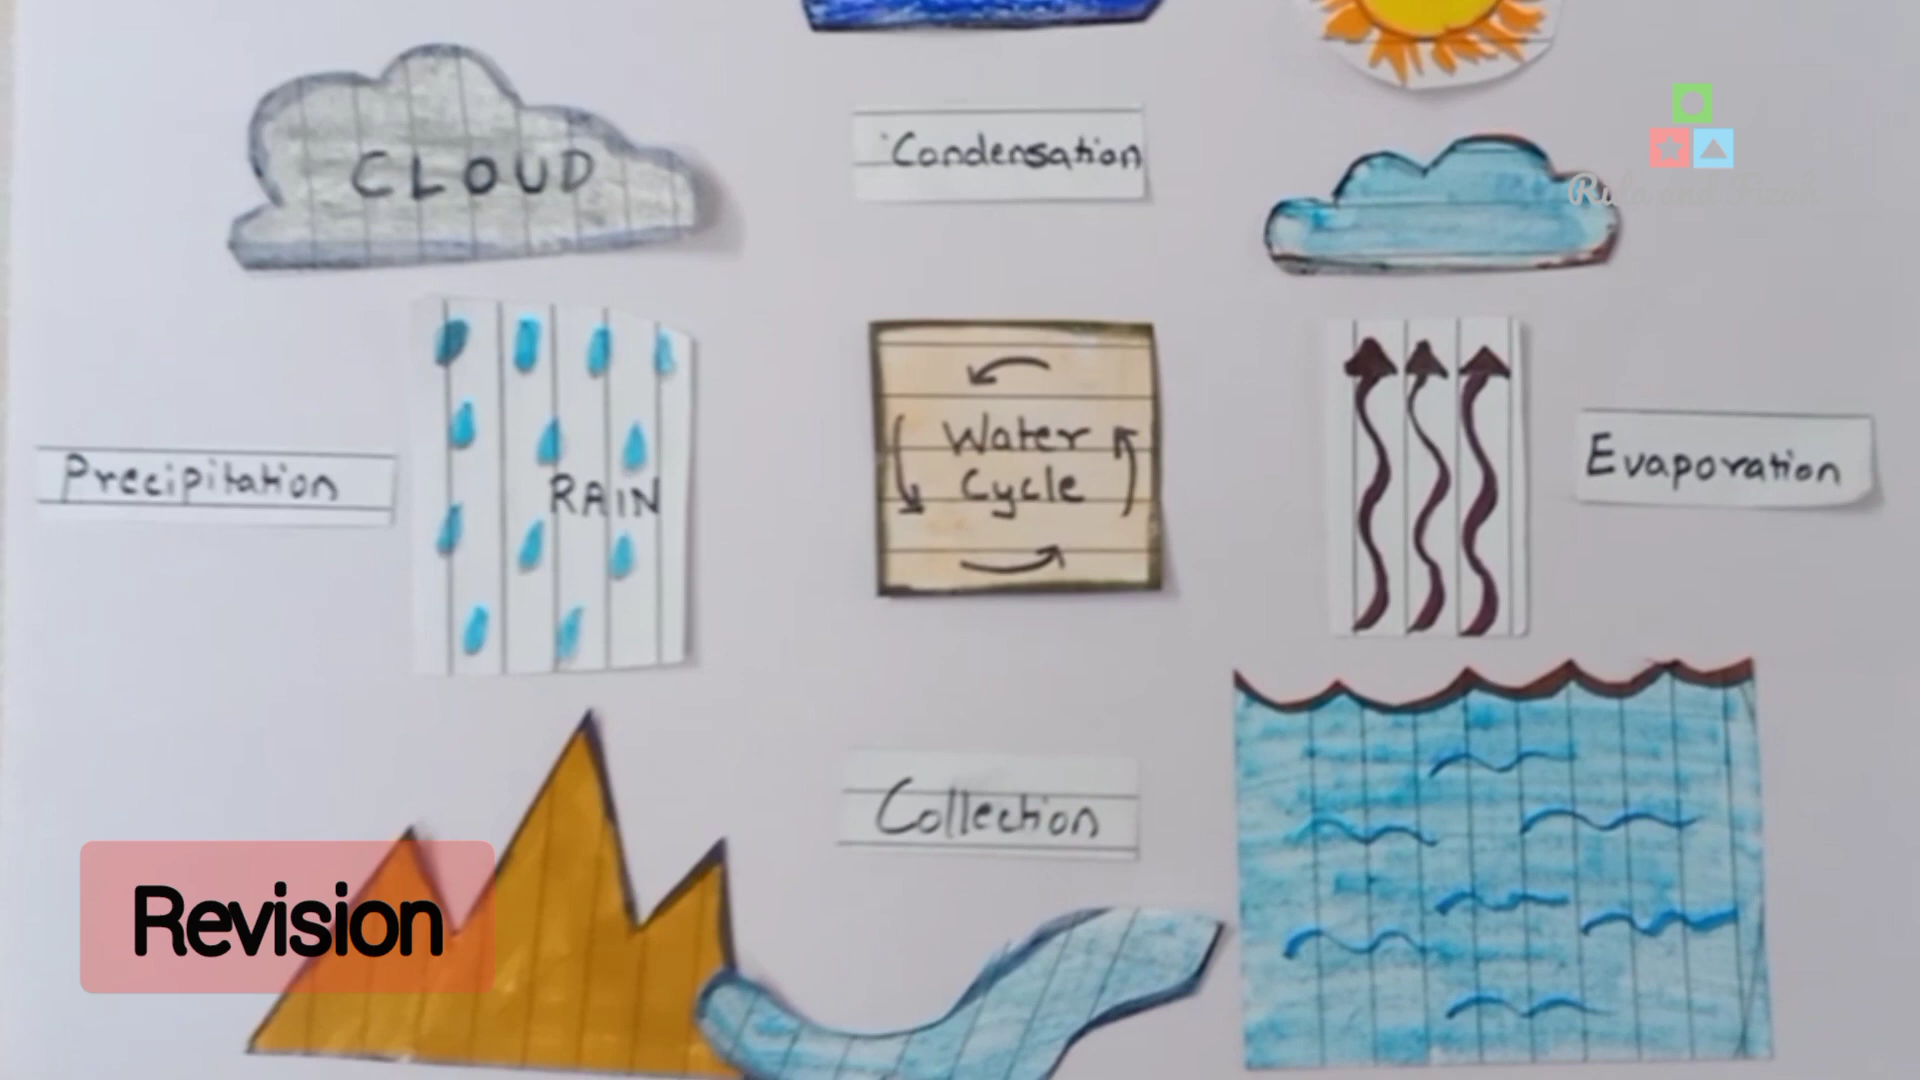 CLOUD
Condensation
Precipitation
RAIN
Water
Cycle
Evaporation
Collection
Revision